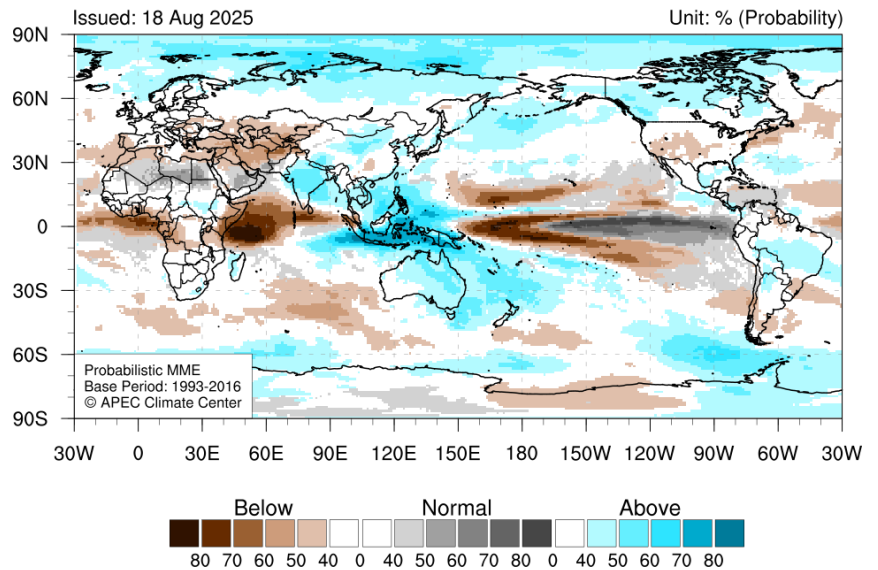 Issued: 18 Aug 2025 Unit: % (Probability)
90N
60N
30N
0
30S
60S
90S
Probabilistic MME
Base Period: 1993-2016
© APEC Climate Center
30W 0 30E 60E 90E 120E 150E 180 150W 120W 90W 60W 30W
Below Normal Above
80 70 60 50 40 0 40 50 60 70 80 0 40 50 60 70 80